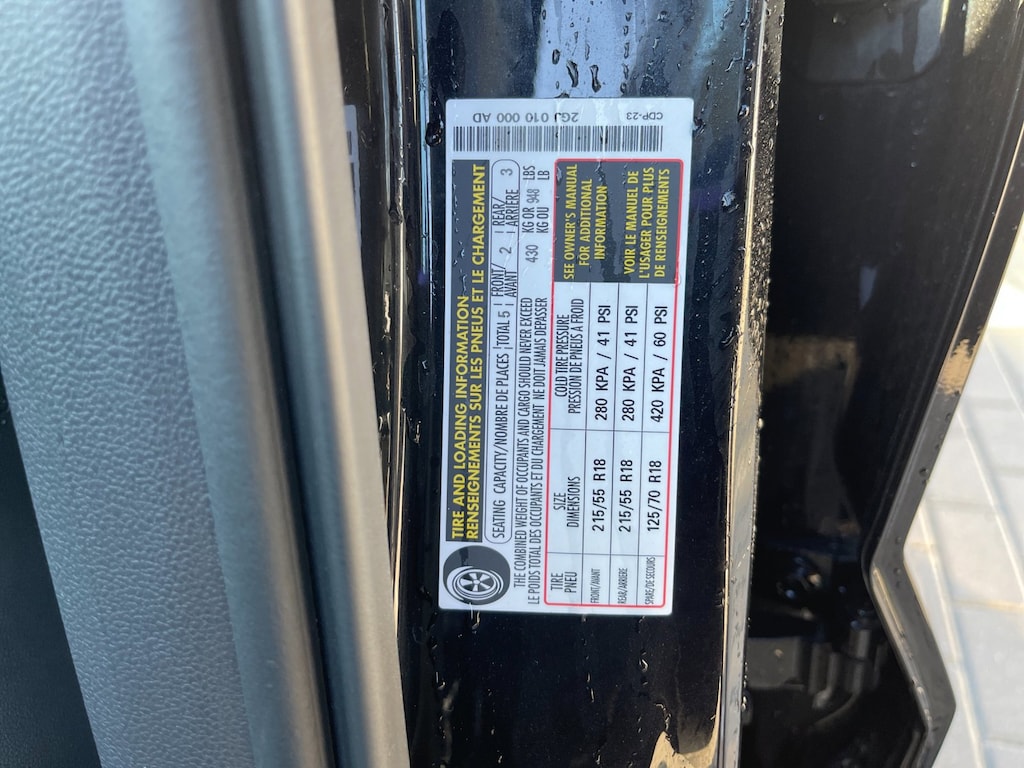 TIRE AND LOADING INFORMATION
RENSEIGNEMENTS SUR LES PNEUS ET LE CHARGEMENT
SEATING CAPACITY/NOMBRE DE PLACES | TOTAL 5 | FRONT/AVANT 2 | REAR/ARRIÈRE 3
THE COMBINED WEIGHT OF OCCUPANTS AND CARGO SHOULD NEVER EXCEED 430 KG OR 948 LBS
LE POIDS TOTAL DES OCCUPANTS ET DU CHARGEMENT NE DOIT JAMAIS DEPASSER KG OU LB
TIRE PNEU SIZE DIMENSIONS COLD TIRE PRESSURE PRESSION DE PNEUS A FROID
FRONT/AVANT 215/55 R18 280 KPA / 41 PSI
REAR/ARRIERE 215/55 R18 280 KPA / 41 PSI
SPARE/DE SECOURS 125/70 R18 420 KPA / 60 PSI
SEE OWNER'S MANUAL
FOR ADDITIONAL
INFORMATION
VOIR LE MANUEL DE
L'USAGER POUR PLUS
DE RENSEIGNEMENTS
2GJ 010 000 AD
CDP-23